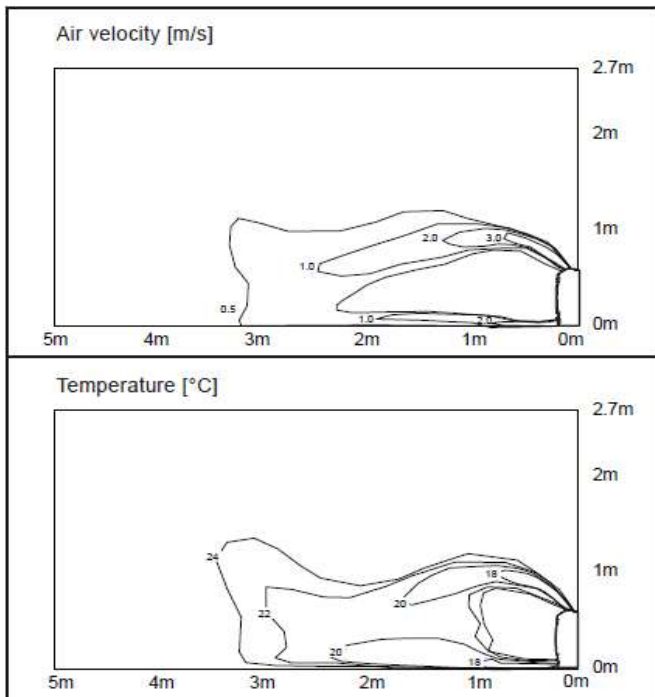 Air velocity [m/s]
2.7m
2m
1m
2.0
3.0
1.0
0.5
1.0
2.0
0m
5m 4m 3m 2m 1m 0m
Temperature [°C]
2.7m
2m
24
18
1m
20
22
20
18
0m
5m 4m 3m 2m 1m 0m